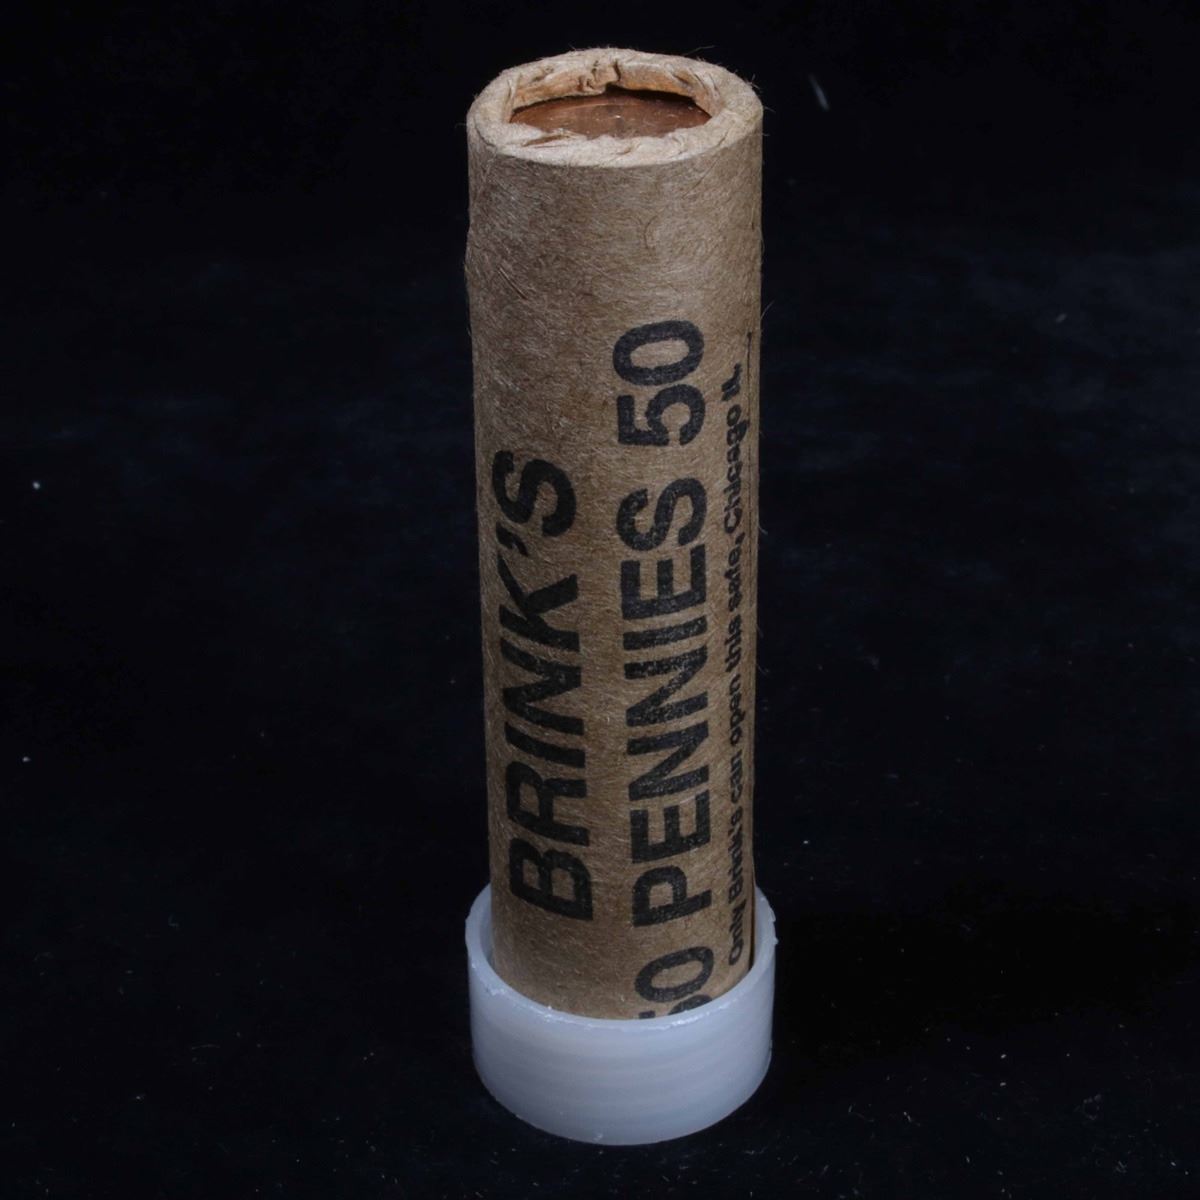 BRINK'S
50 PENNIES 50
Only Brink's can open this safe, Chicago IL